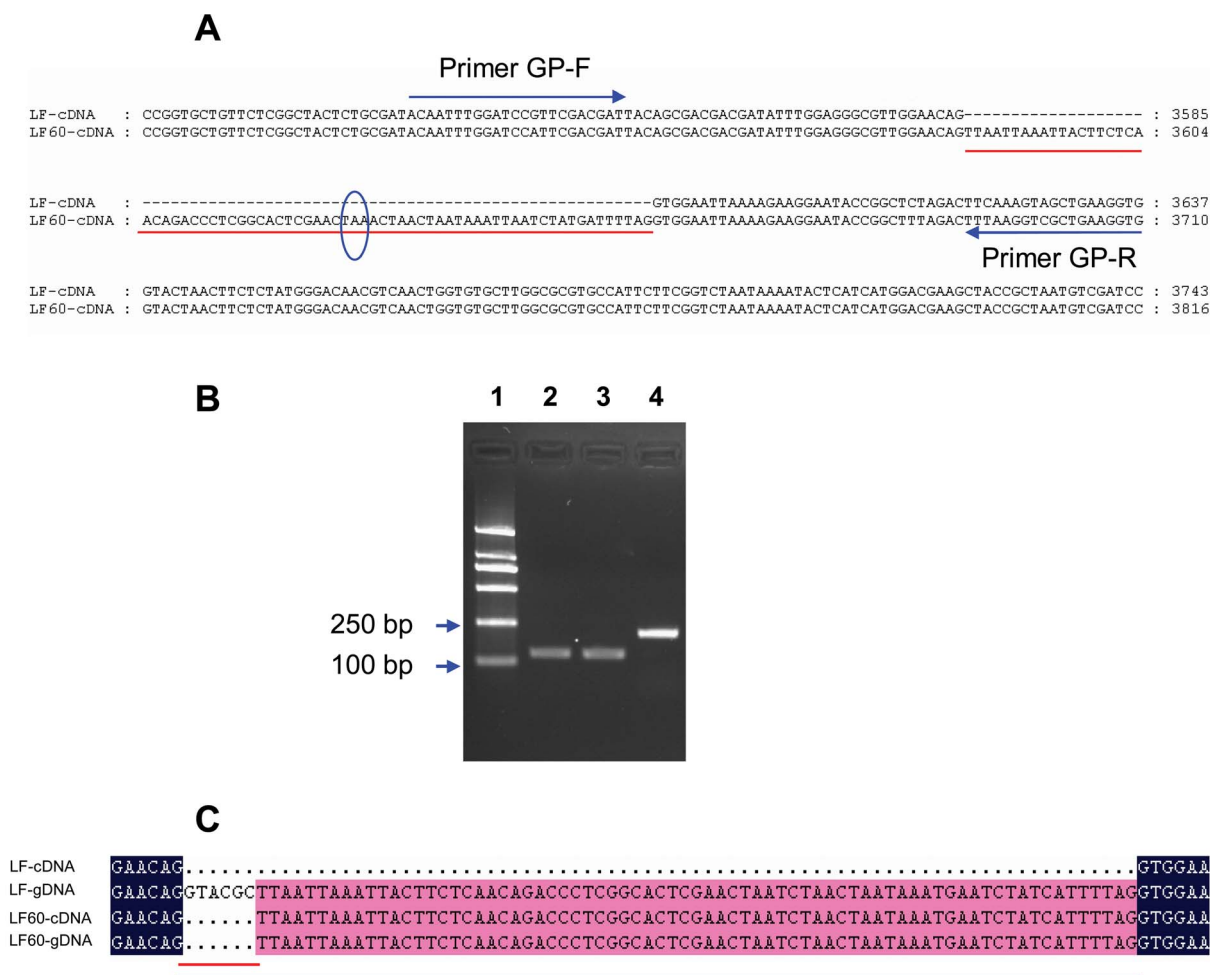 A
Primer GP-F
LF-cDNA : CCGGTGCTGTTCTCGGCTACTCTGCGATACAATTTGGATCCGTTCGACGATTACAGCGACGACGATATTTGGAGGGCGTTGGAACAG------------------- : 3585
LF60-cDNA : CCGGTGCTGTTCTCGGCTACTCTGCGATACAATTTGGATCCATTCGACGATTACAGCGACGACGATATTTGGAGGGCGTTGGAACAGTTAATTAAATTACTTCTCA : 3604
LF-cDNA : ------------------------------------------------------GTGGAATTAAAAGAAGGAATACCGGCTCTAGACTTCAAAGTAGCTGAAGGTG : 3637
LF60-cDNA : ACAGACCCTCGGCACTCGAACTAAACTAACTAATAAATTAATCTATGATTTTAGGTGGAATTAAAAGAAGGAATACCGGCTTTAGACTTTAAGGTCGCTGAAGGTG : 3710
Primer GP-R
LF-cDNA : GTACTAACTTCTCTATGGGACAACGTCAACTGGTGTGCTTGGCGCGTGCCATTCTTCGGTCTAATAAAATACTCATCATGGACGAAGCTACCGCTAATGTCGATCC : 3743
LF60-cDNA : GTACTAACTTCTCTATGGGACAACGTCAACTGGTGTGCTTGGCGCGTGCCATTCTTCGGTCTAATAAAATACTCATCATGGACGAAGCTACCGCTAATGTCGATCC : 3816
B
1 2 3 4
250 bp
100 bp
C
LF-cDNA GAACAG...............................................................................GTGGAA
LF-gDNA GAACAGGTACGCTTAATTAAATTACTTCTCAACAGACCCTCGGCACTCGAACTAATCTAACTAATAAATGAATCTATCATTTTAGGTGGAA
LF60-cDNA GAACAG......TTAATTAAATTACTTCTCAACAGACCCTCGGCACTCGAACTAATCTAACTAATAAATGAATCTATCATTTTAGGTGGAA
LF60-gDNA GAACAG......TTAATTAAATTACTTCTCAACAGACCCTCGGCACTCGAACTAATCTAACTAATAAATGAATCTATCATTTTAGGTGGAA